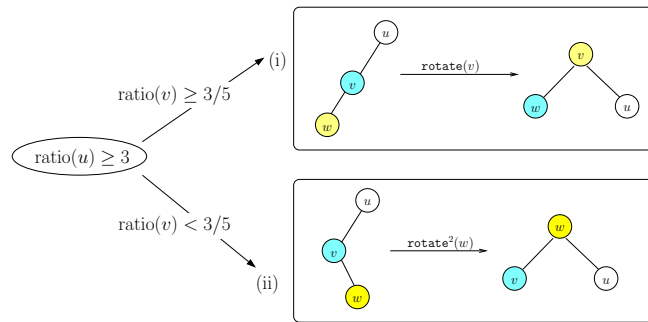 u
(i)
v
rotate(v)
v
ratio(v) ≥ 3/5
w
w
u
ratio(u) ≥ 3
u
ratio(v) < 3/5
w
v
rotate²(w)
v
u
(ii)
w